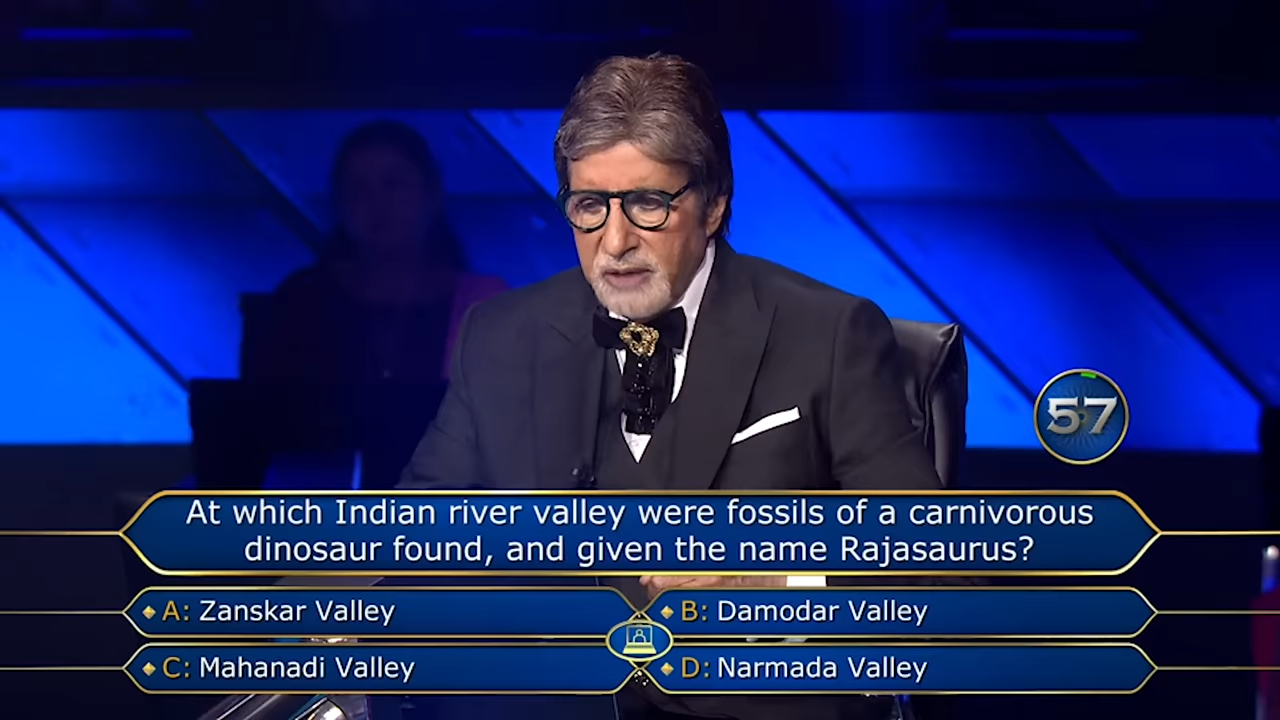 57
At which Indian river valley were fossils of a carnivorous
dinosaur found, and given the name Rajasaurus?
A: Zanskar Valley
B: Damodar Valley
C: Mahanadi Valley
D: Narmada Valley